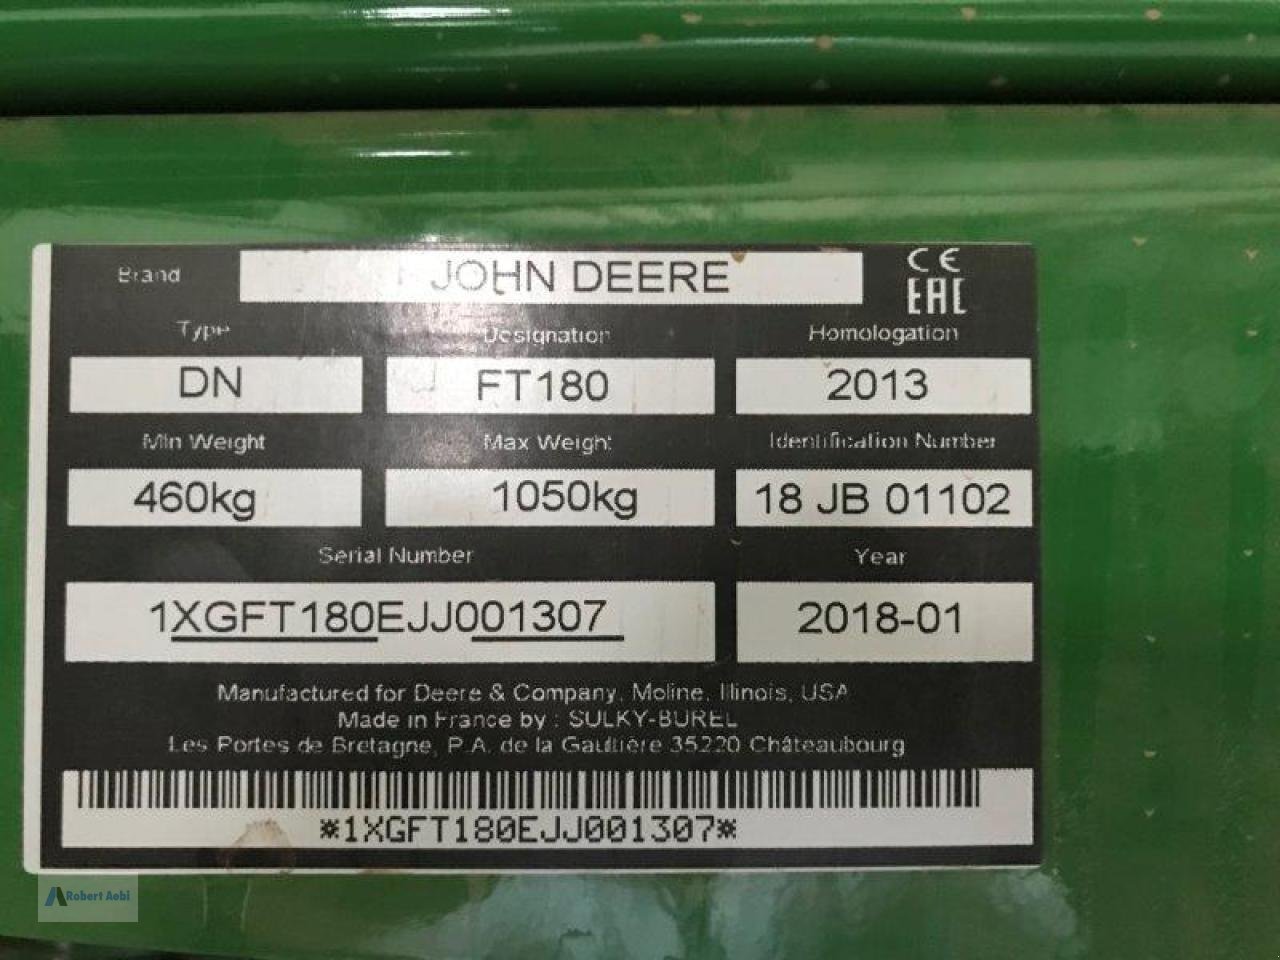 Brand JOHN DEERE CE
EAC
Type Designation Homologation
DN FT180 2013
Min Weight Max Weight Identification Number
460kg 1050kg 18 JB 01102
Serial Number Year
1XGFT180EJJ001307 2018-01
Manufactured for Deere & Company, Moline, Illinois, USA
Made in France by : SULKY-BUREL
Les Portes de Bretagne, P.A. de la Gaultière 35220 Châteaubourg
*1XGFT180EJJ001307*
Robert Aebi